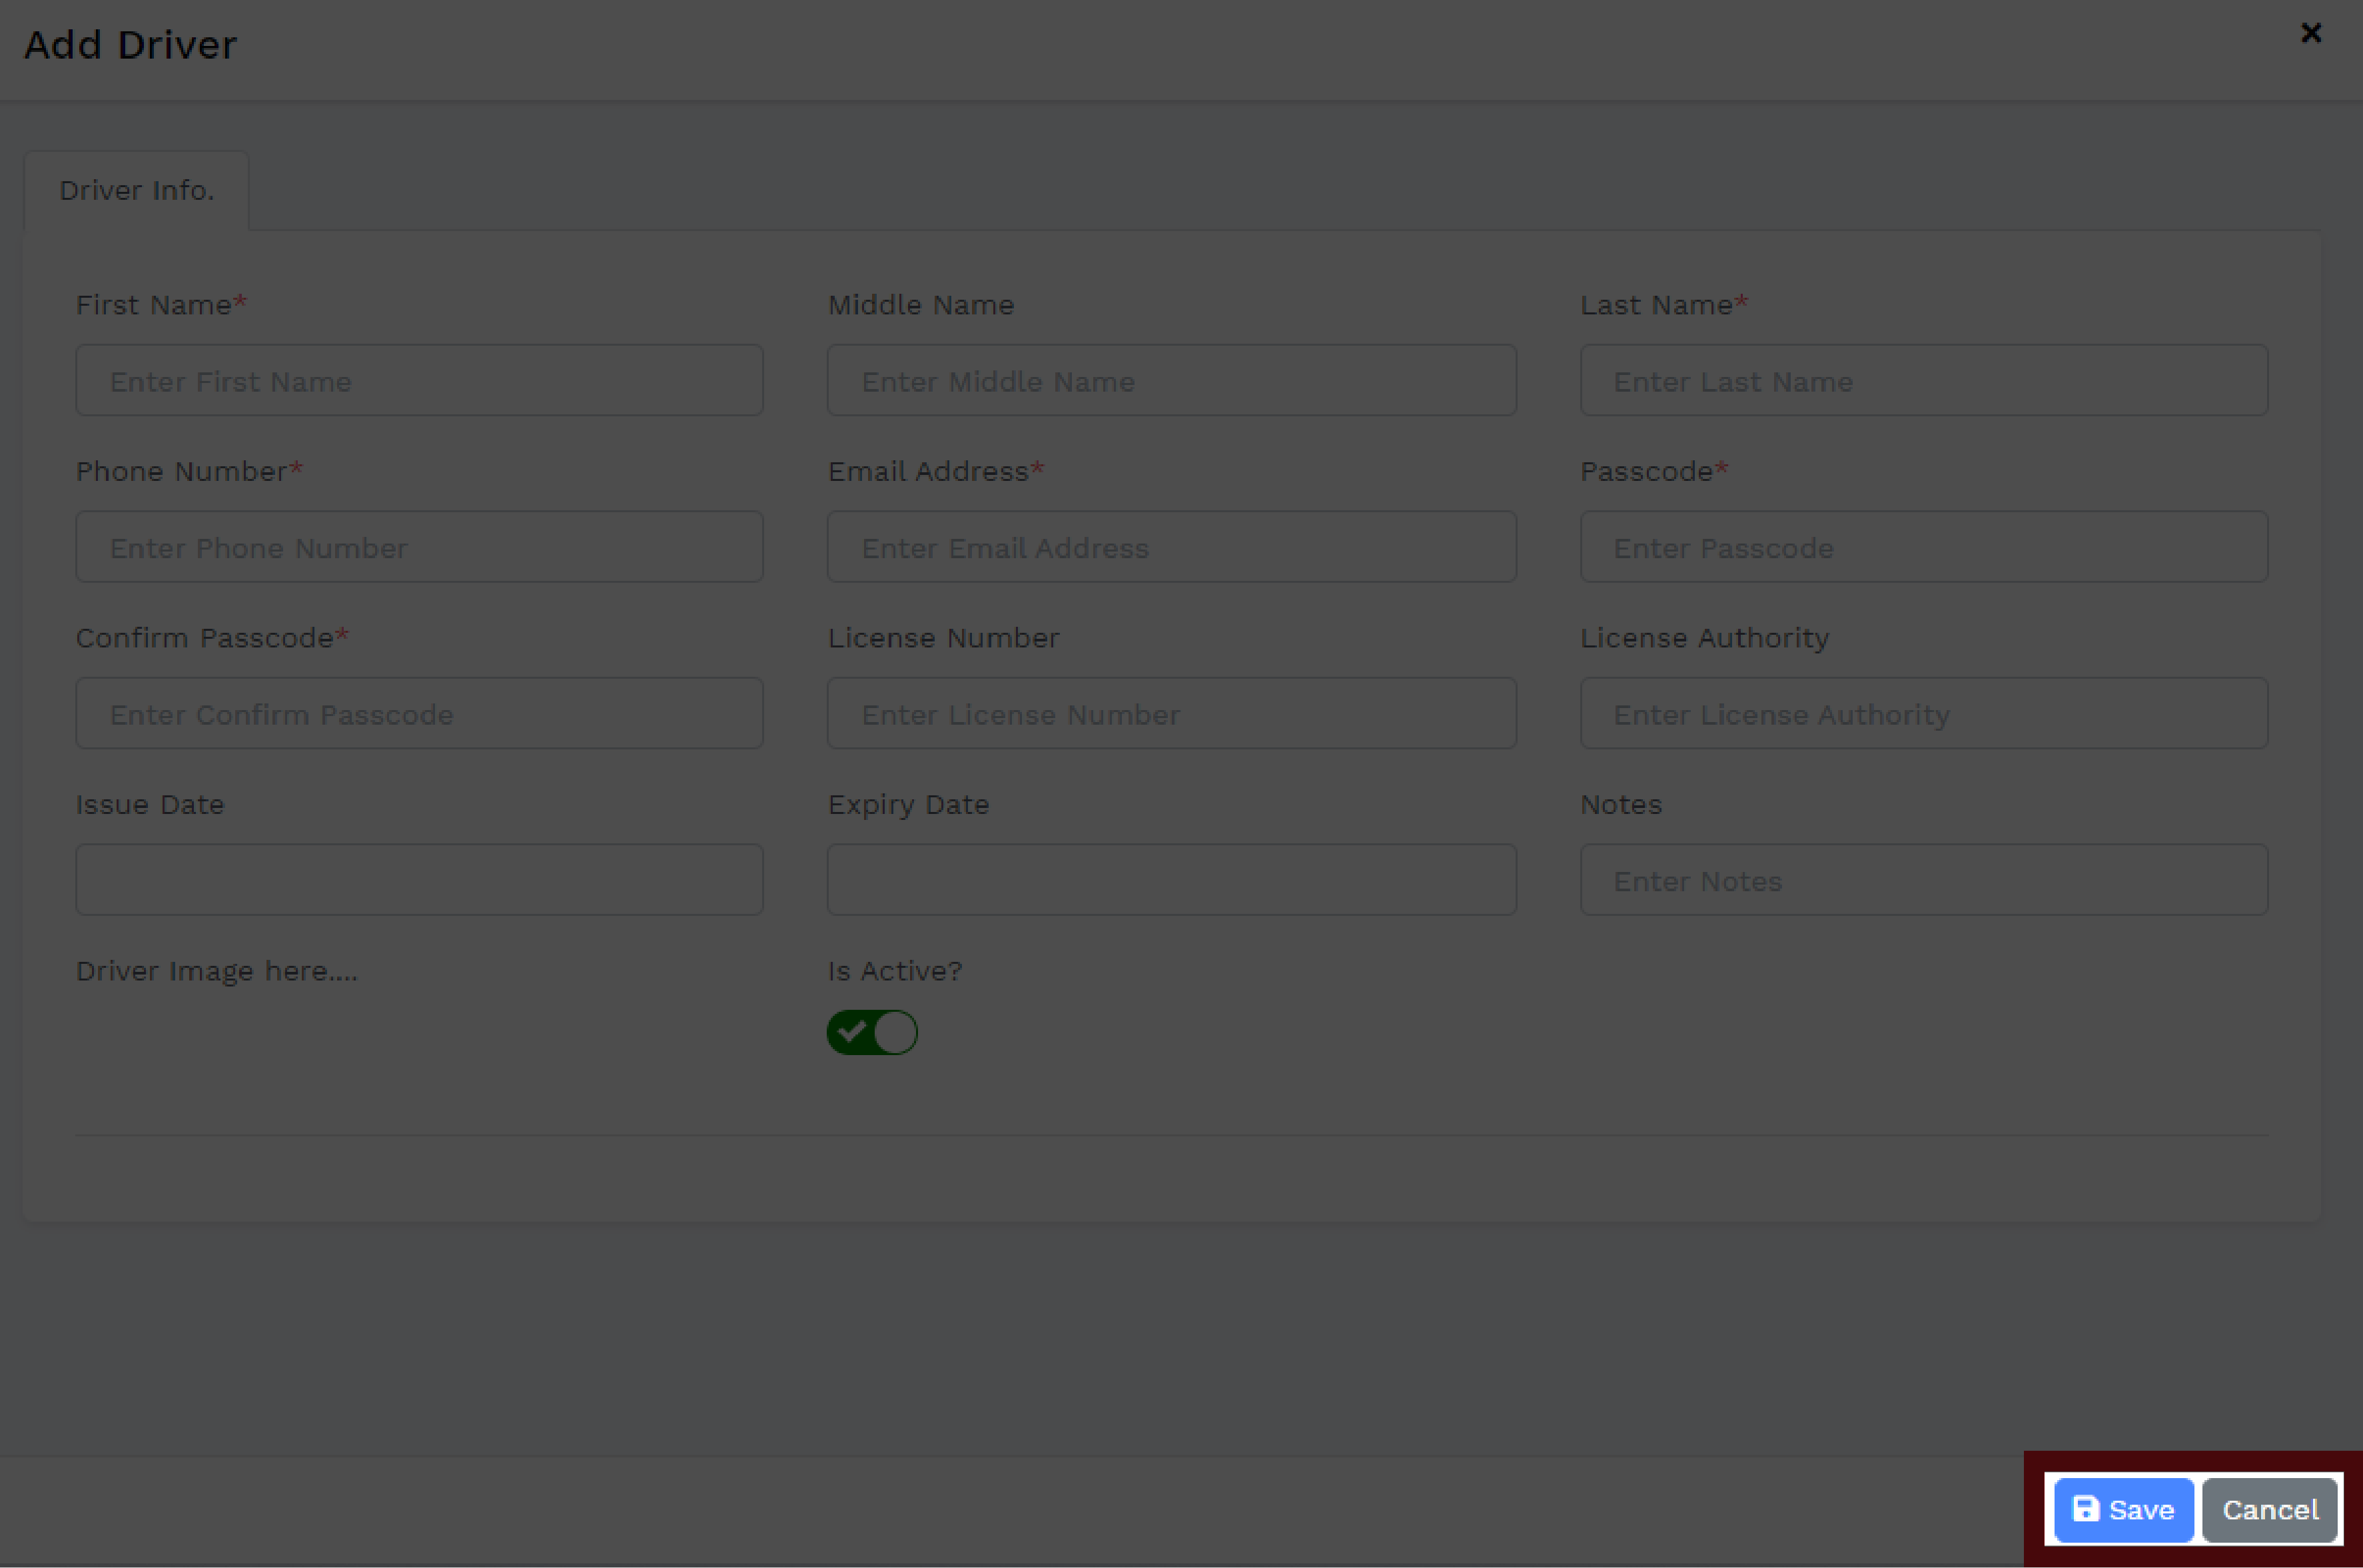 Add Driver
Driver Info.
First Name* Middle Name Last Name*
Enter First Name Enter Middle Name Enter Last Name
Phone Number* Email Address* Passcode*
Enter Phone Number Enter Email Address Enter Passcode
Confirm Passcode* License Number License Authority
Enter Confirm Passcode Enter License Number Enter License Authority
Issue Date Expiry Date Notes
Enter Notes
Driver Image here.... Is Active?
Save Cancel